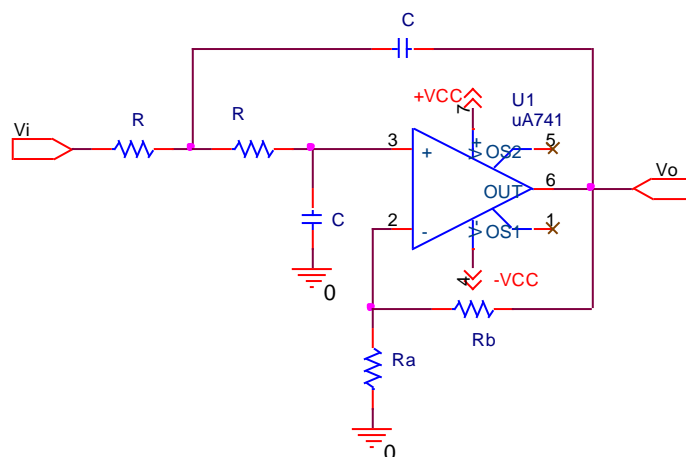 C
+VCC
7
U1
uA741
R
R
Vi
3
+
V+
OS2
5
Vo
OUT
6
C
2
-
V-
OS1
1
0
4
-VCC
Rb
Ra
0